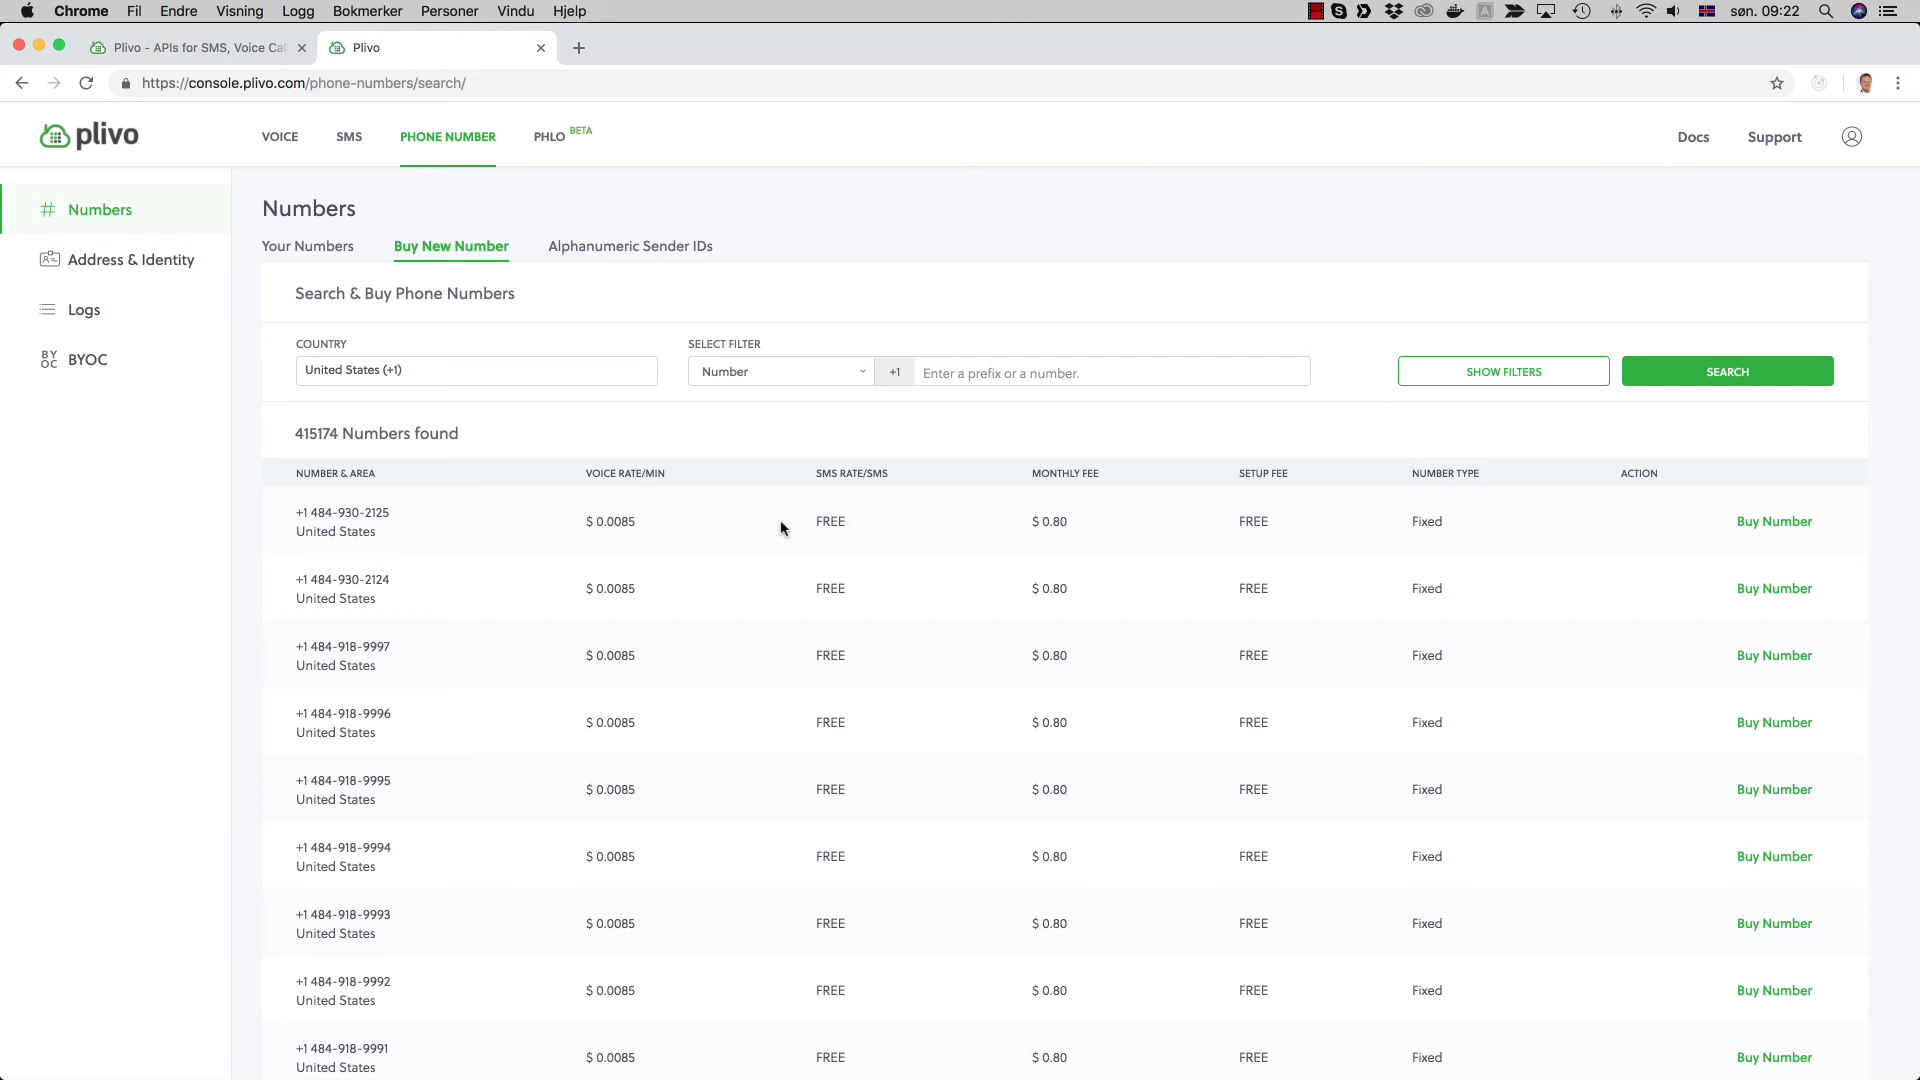 Chrome Fil Endre Visning Logg Bokmerker Personer Vindu Hjelp søn. 09:22
Plivo - APIs for SMS, Voice Cal
Plivo
https://console.plivo.com/phone-numbers/search/
plivo
VOICE SMS PHONE NUMBER PHLO BETA Docs Support
Numbers
Address & Identity
Logs
BYOC BYOC
Numbers
Your Numbers Buy New Number Alphanumeric Sender IDs
Search & Buy Phone Numbers
COUNTRY SELECT FILTER
United States (+1) Number +1 Enter a prefix or a number. SHOW FILTERS SEARCH
415174 Numbers found
NUMBER & AREA VOICE RATE/MIN SMS RATE/SMS MONTHLY FEE SETUP FEE NUMBER TYPE ACTION
+1 484-930-2125
United States $ 0.0085 FREE $ 0.80 FREE Fixed Buy Number
+1 484-930-2124
United States $ 0.0085 FREE $ 0.80 FREE Fixed Buy Number
+1 484-918-9997
United States $ 0.0085 FREE $ 0.80 FREE Fixed Buy Number
+1 484-918-9996
United States $ 0.0085 FREE $ 0.80 FREE Fixed Buy Number
+1 484-918-9995
United States $ 0.0085 FREE $ 0.80 FREE Fixed Buy Number
+1 484-918-9994
United States $ 0.0085 FREE $ 0.80 FREE Fixed Buy Number
+1 484-918-9993
United States $ 0.0085 FREE $ 0.80 FREE Fixed Buy Number
+1 484-918-9992
United States $ 0.0085 FREE $ 0.80 FREE Fixed Buy Number
+1 484-918-9991
United States $ 0.0085 FREE $ 0.80 FREE Fixed Buy Number